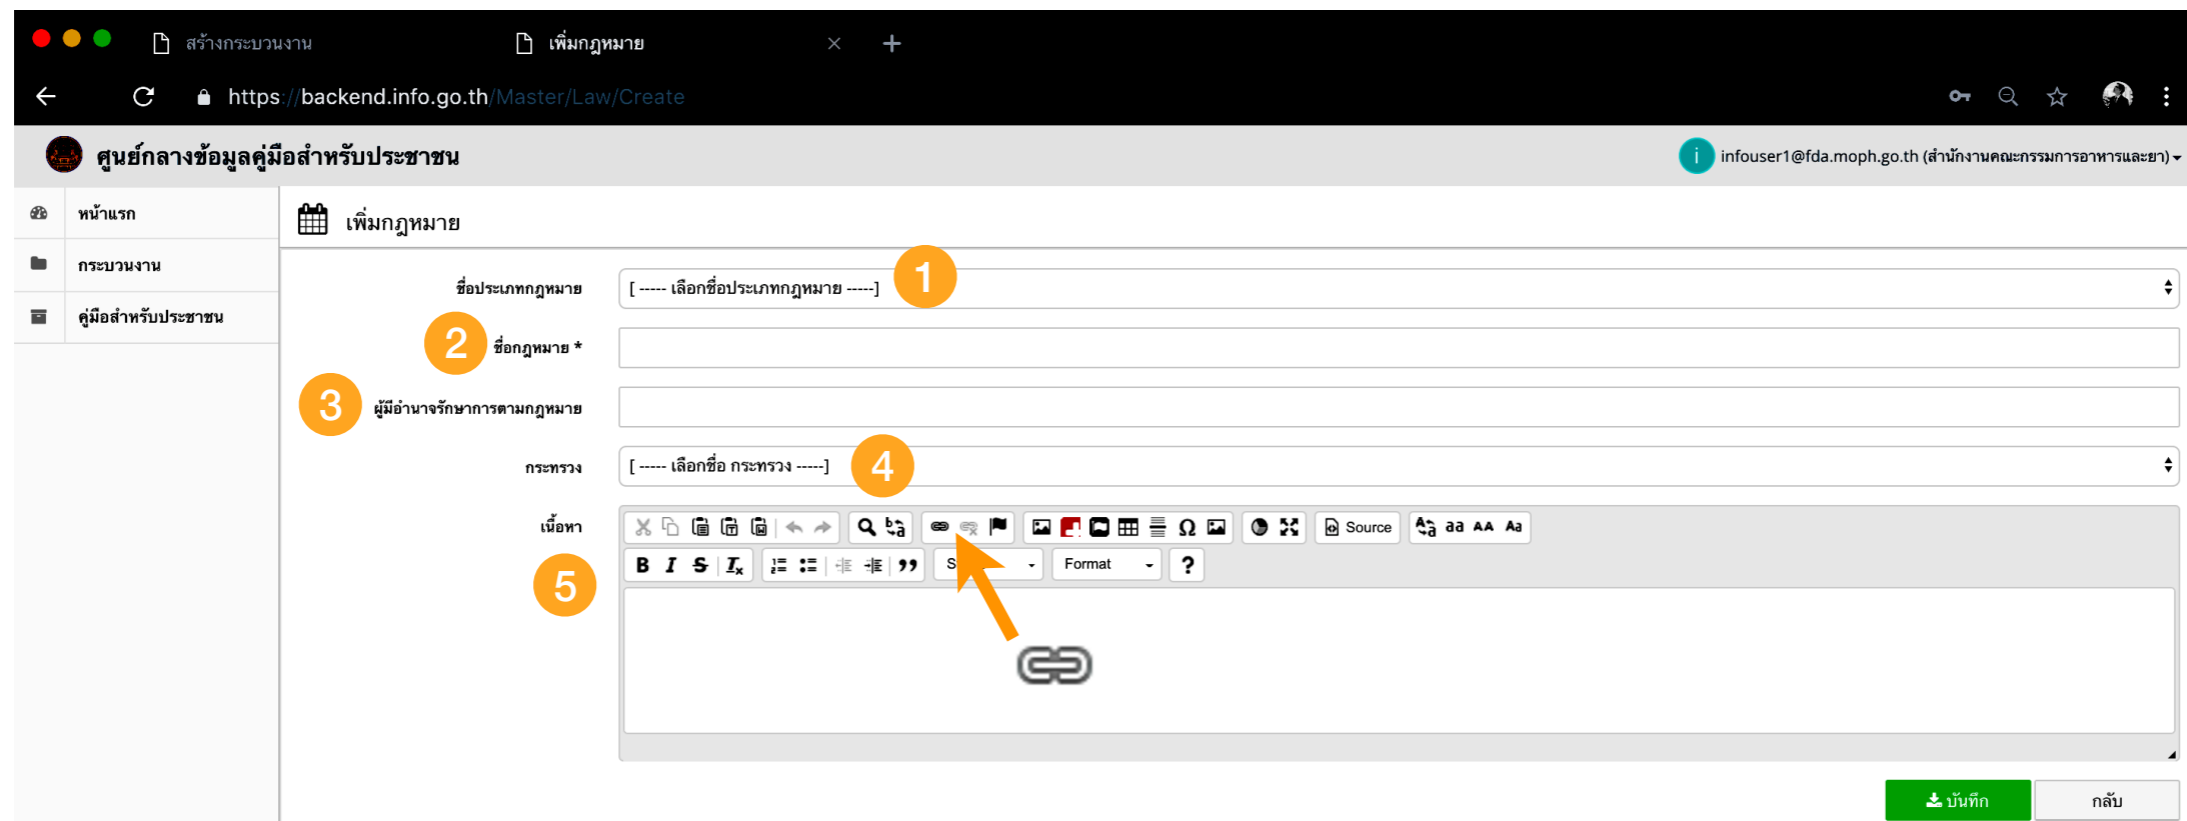 สร้างกระบวนงาน
เพิ่มกฎหมาย
https://backend.info.go.th/Master/Law/Create
ศูนย์กลางข้อมูลคู่มือสำหรับประชาชน
i infouser1@fda.moph.go.th (สำนักงานคณะกรรมการอาหารและยา)
หน้าแรก
กระบวนงาน
คู่มือสำหรับประชาชน
เพิ่มกฎหมาย
ชื่อประเภทกฎหมาย [ ----- เลือกชื่อประเภทกฎหมาย -----] 1
2 ชื่อกฎหมาย *
3 ผู้มีอำนาจรักษาการตามกฎหมาย
กระทรวง [ ----- เลือกชื่อ กระทรวง -----] 4
เนื้อหา
Source
B I S Ix Format ?
5
บันทึก กลับ